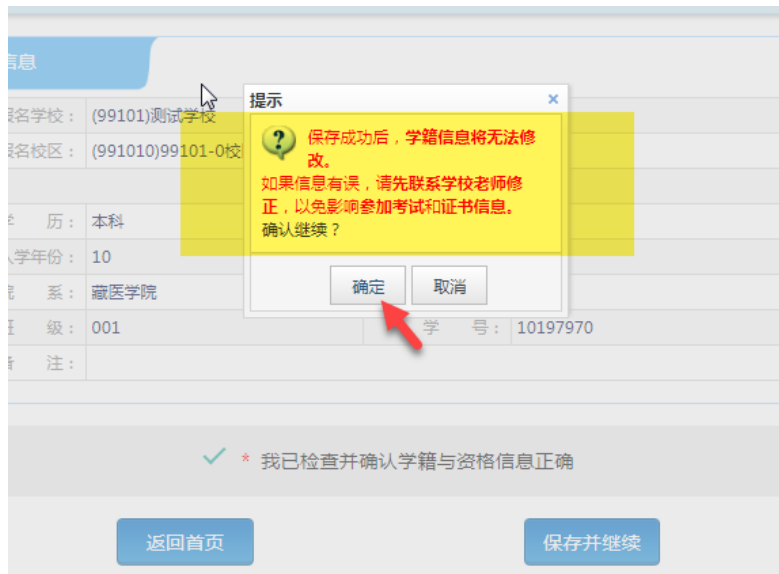 信息
提示
×
报名学校： (99101)测试学校
保存成功后，学籍信息将无法修
改。
报名校区： (991010)99101-0校
如果信息有误，请先联系学校老师修
正，以免影响参加考试和证书信息。
确认继续？
学 历： 本科
入学年份： 10
院 系： 藏医学院
确定 取消
班 级： 001 学 号： 10197970
备 注：
* 我已检查并确认学籍与资格信息正确
返回首页 保存并继续